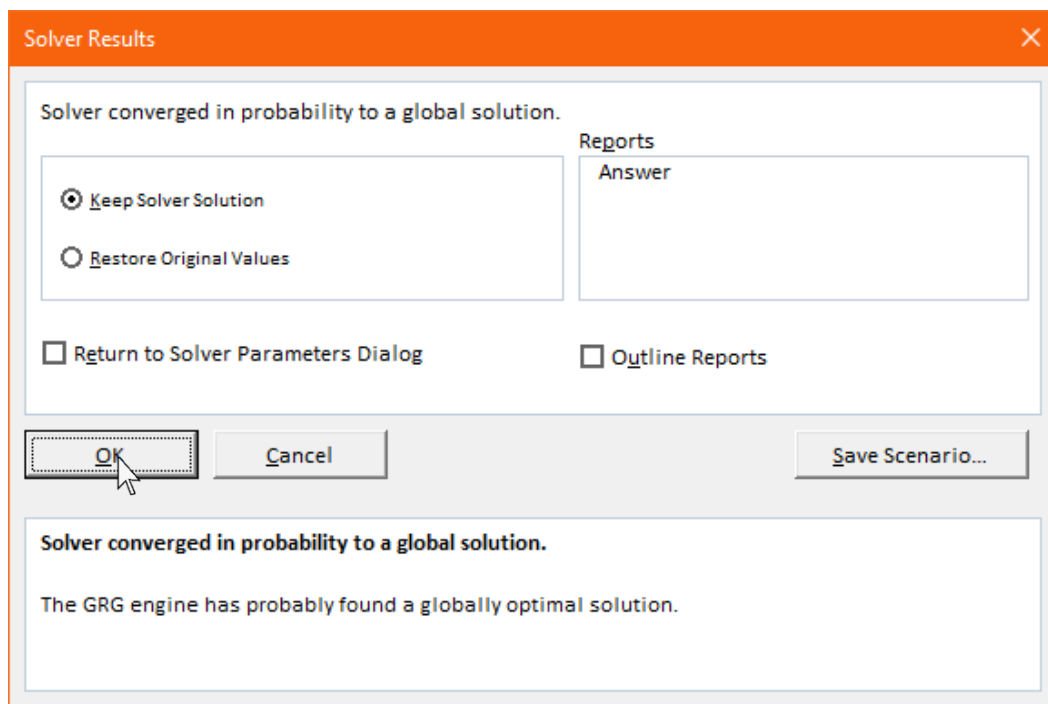 Solver Results
Solver converged in probability to a global solution.
Reports
Answer
Keep Solver Solution
Restore Original Values
Return to Solver Parameters Dialog
Outline Reports
OK
Cancel
Save Scenario...
Solver converged in probability to a global solution.
The GRG engine has probably found a globally optimal solution.